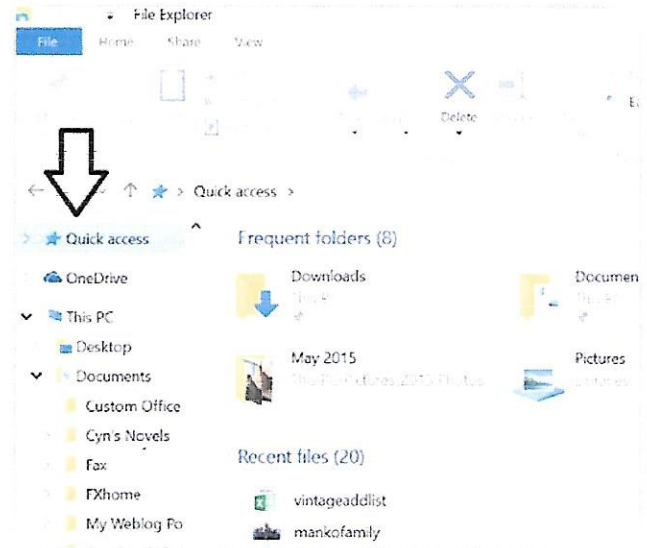 File Explorer
File Home Share View
Delete
Quick access
Quick access
OneDrive
This PC
Desktop
Documents
Custom Office
Cyn's Novels
Fax
FXhome
My Weblog Po
Frequent folders (8)
Downloads
Documen
May 2015
Pictures
Recent files (20)
vintageaddlist
mankofamily